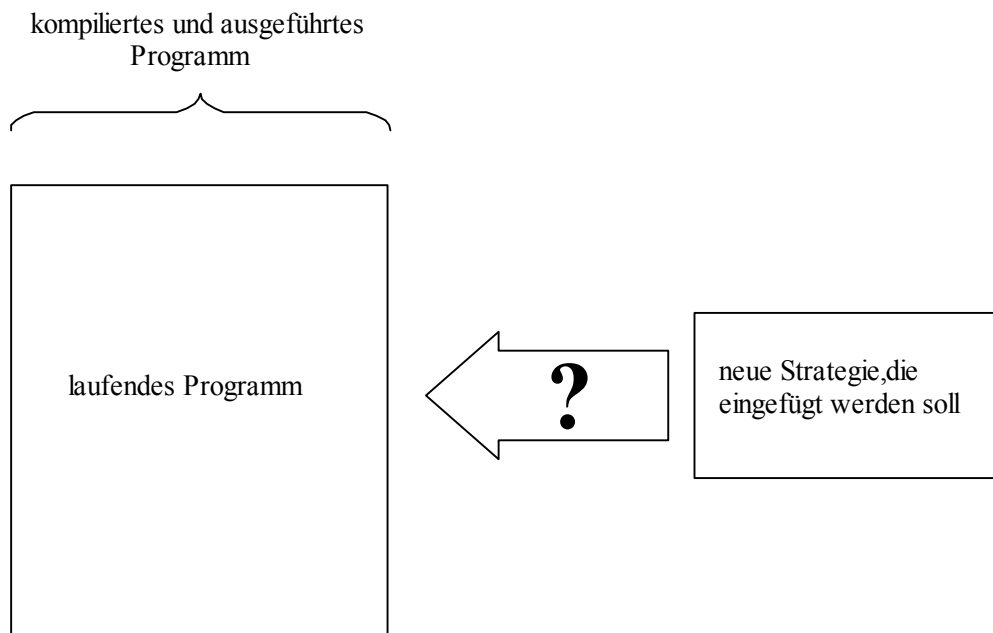 kompiliertes und ausgeführtes
Programm
laufendes Programm
?
neue Strategie,die
eingefügt werden soll